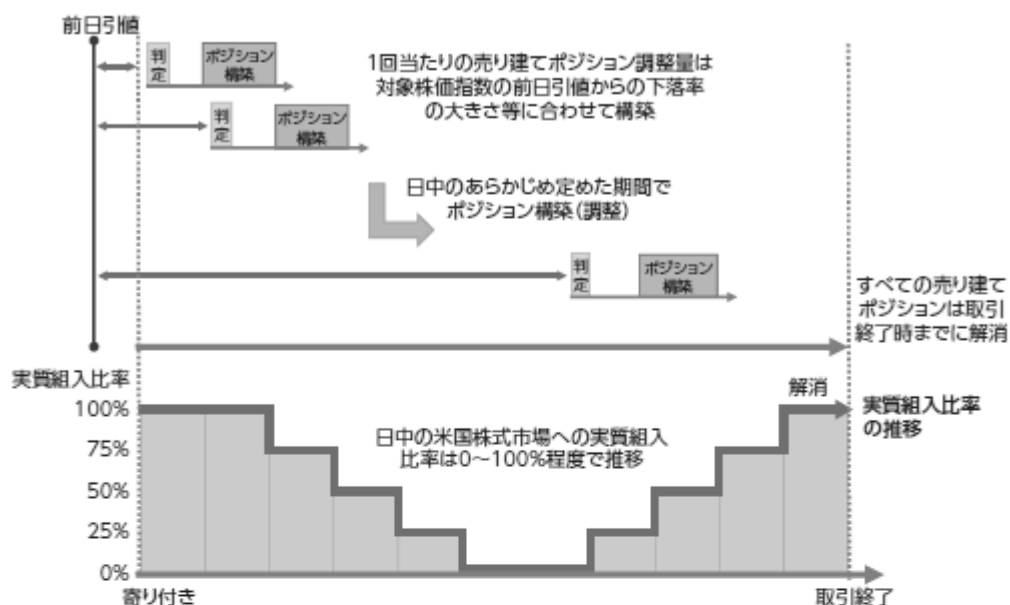 前日引値
判定
ポジション
構築
1回当たりの売り建てポジション調整量は
対象株価指数の前日引値からの下落率
の大きさ等に合わせて構築
判定
ポジション
構築
日中のあらかじめ定めた期間で
ポジション構築(調整)
判定
ポジション
構築
すべての売り建て
ポジションは取引
終了時までに解消
実質組入比率
100%
75%
50%
25%
0%
日中の米国株式市場への実質組入
比率は0～100%程度で推移
解消
実質組入比率
の推移
寄り付き
取引終了